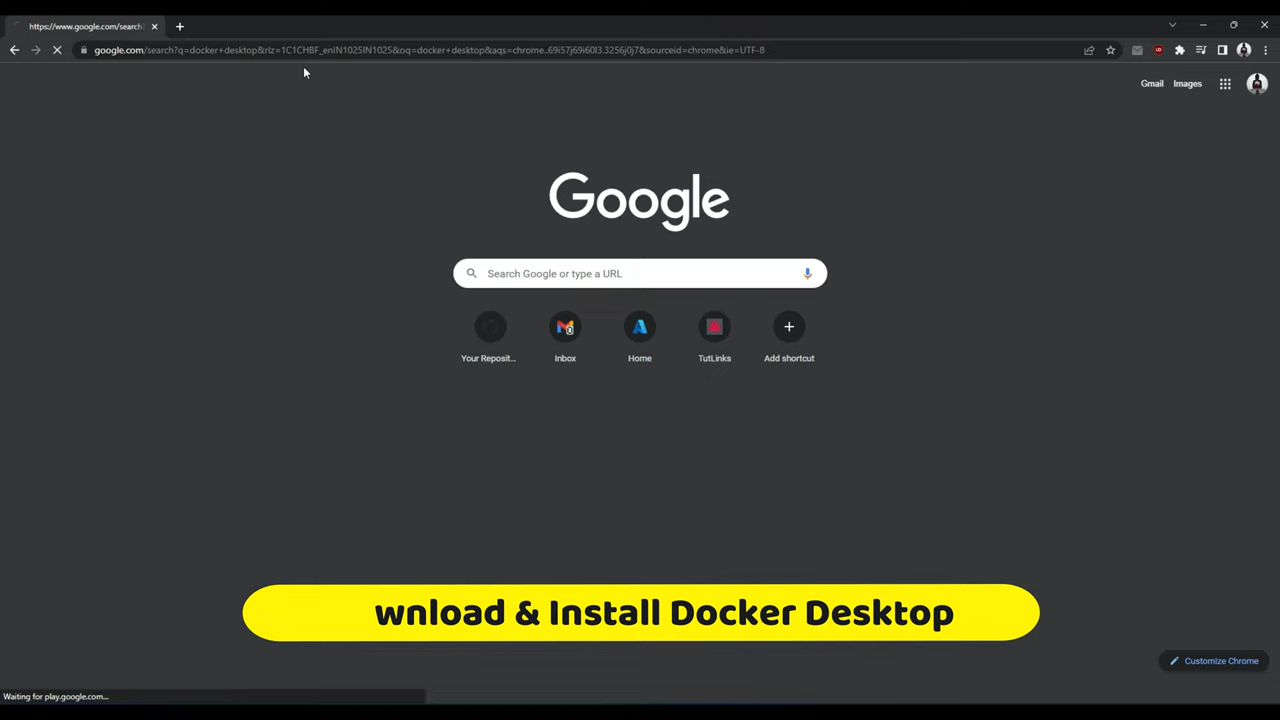 https://www.google.com/search?
google.com/search?q=docker+desktop&rlz=1C1CHBF_enIN1025IN1025&oq=docker+desktop&aqs=chrome..69i57j69i60l3.3256j0j7&sourceid=chrome&ie=UTF-8
Gmail Images
Google
Search Google or type a URL
Your Reposit... Inbox Home TutLinks Add shortcut
wnload & Install Docker Desktop
Customize Chrome
Waiting for play.google.com...